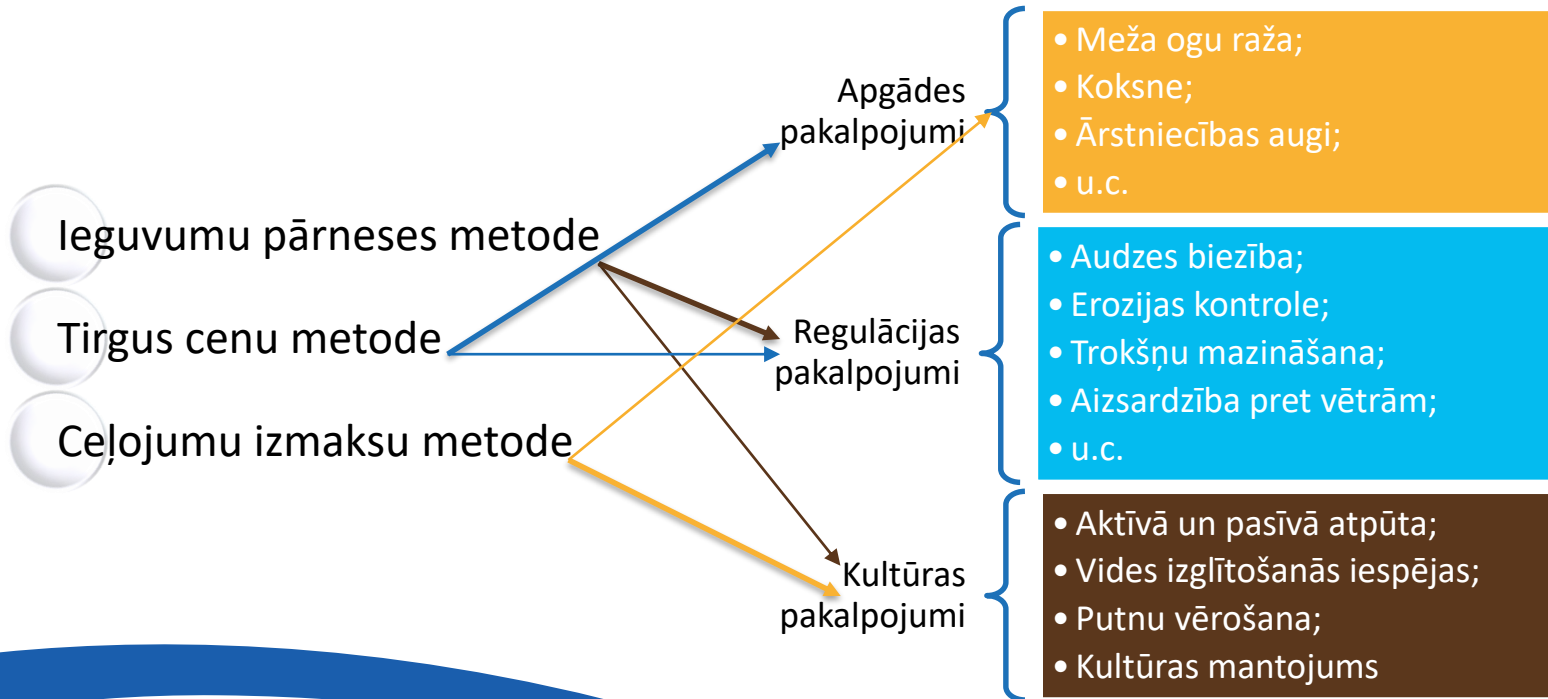 Ieguvumu pārneses metode
Tirgus cenu metode
Ceļojumu izmaksu metode
Apgādes
pakalpojumi
• Meža ogu raža;
• Koksne;
• Ārstniecības augi;
• u.c.
Regulācijas
pakalpojumi
• Audzes biezība;
• Erozijas kontrole;
• Trokšņu mazināšana;
• Aizsardzība pret vētrām;
• u.c.
Kultūras
pakalpojumi
• Aktīvā un pasīvā atpūta;
• Vides izglītošanās iespējas;
• Putnu vērošana;
• Kultūras mantojums